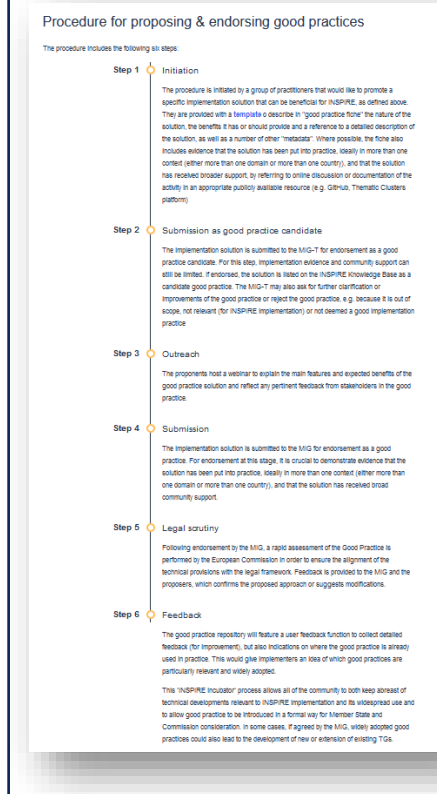 Procedure for proposing & endorsing good practices
The procedure includes the following six steps:
Step 1
Initiation
The procedure is initiated by a group of practitioners that would like to promote a
specific implementation solution that can be beneficial for INSPIRE, as defined above.
They are provided with a template o describe in "good practice fiche" the nature of the
solution, the benefits it has or should provide and a reference to a detailed description of
the solution, as well as a number of other "metadata". Where possible, the fiche also
includes evidence that the solution has been put into practice, ideally in more than one
context (either more than one domain or more than one country), and that the solution
has received broader support, by referring to online discussion or documentation of the
activity in an appropriate publicly available resource (e.g. GitHub, Thematic Clusters
platform)
Step 2
Submission as good practice candidate
The implementation solution is submitted to the MIG-T for endorsement as a good
practice candidate. For this step, implementation evidence and community support can
still be limited. If endorsed, the solution is listed on the INSPIRE Knowledge Base as a
candidate good practice. The MIG-T may also ask for further clarification or
improvements of the good practice or reject the good practice, e.g. because it is out of
scope, not relevant (for INSPIRE implementation) or not deemed a good implementation
practice
Step 3
Outreach
The proponents host a webinar to explain the main features and expected benefits of the
good practice solution and reflect any pertinent feedback from stakeholders in the good
practice.
Step 4
Submission
The implementation solution is submitted to the MIG for endorsement as a good
practice. For endorsement at this stage, it is crucial to demonstrate evidence that the
solution has been put into practice, ideally in more than one context (either more than
one domain or more than one country), and that the solution has received broad
community support.
Step 5
Legal scrutiny
Following endorsement by the MIG, a rapid assessment of the Good Practice is
performed by the European Commission in order to ensure the alignment of the
technical provisions with the legal framework. Feedback is provided to the MIG and the
proposers, which confirms the proposed approach or suggests modifications.
Step 6
Feedback
The good practice repository will feature a user feedback function to collect detailed
feedback (for improvement), but also indications on where the good practice is already
used in practice. This would give implementers an idea of which good practices are
particularly relevant and widely adopted.
This 'INSPIRE Incubator' process allows all of the community to both keep abreast of
technical developments relevant to INSPIRE implementation and its widespread use and
to allow good practice to be introduced in a formal way for Member State and
Commission consideration. In some cases, if agreed by the MIG, widely adopted good
practices could also lead to the development of new or extension of existing TGs.